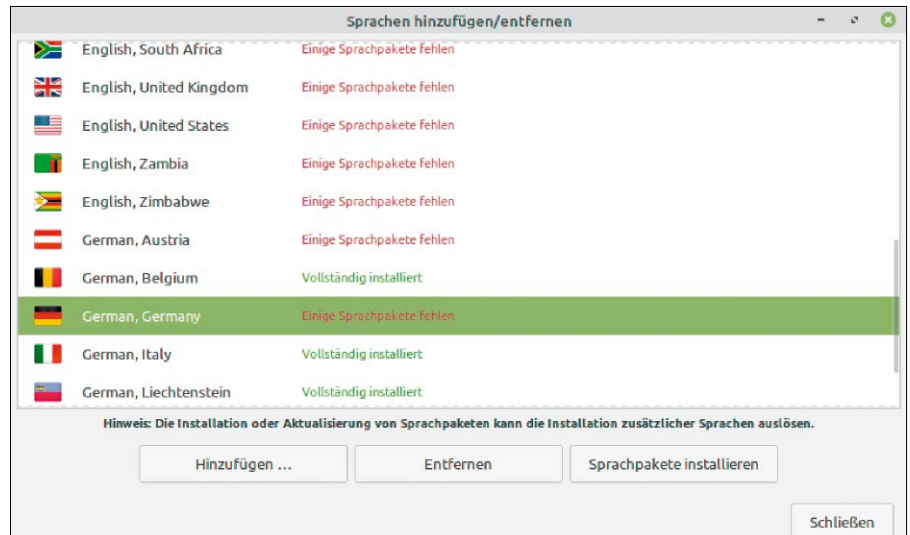 Sprachen hinzufügen/entfernen
English, South Africa Einige Sprachpakete fehlen
English, United Kingdom Einige Sprachpakete fehlen
English, United States Einige Sprachpakete fehlen
English, Zambia Einige Sprachpakete fehlen
English, Zimbabwe Einige Sprachpakete fehlen
German, Austria Einige Sprachpakete fehlen
German, Belgium Vollständig installiert
German, Germany Einige Sprachpakete fehlen
German, Italy Vollständig installiert
German, Liechtenstein Vollständig installiert
Hinweis: Die Installation oder Aktualisierung von Sprachpaketen kann die Installation zusätzlicher Sprachen auslösen.
Hinzufügen ... Entfernen Sprachpakete installieren
Schließen